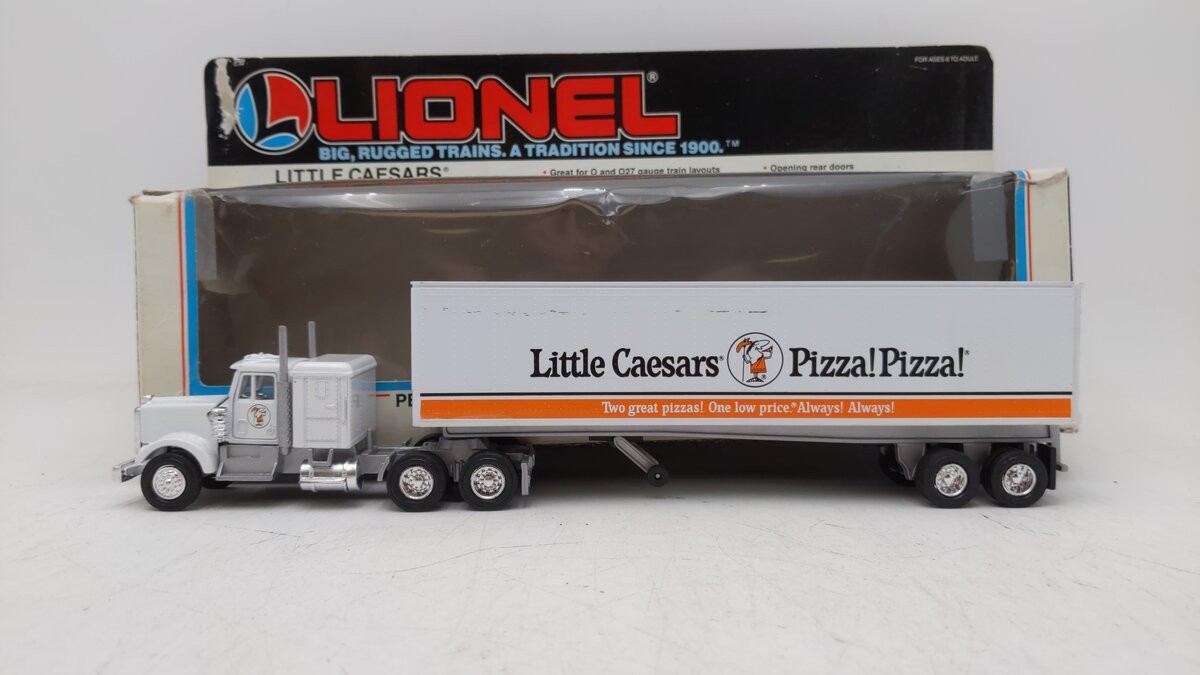 FOR AGES 8 TO ADULT
LIONEL®
BIG, RUGGED TRAINS. A TRADITION SINCE 1900.™
LITTLE CAESARS®
• Great for O and O27 gauge train layouts
• Opening rear doors
Little Caesars® Pizza!Pizza!®
Two great pizzas! One low price.® Always! Always!